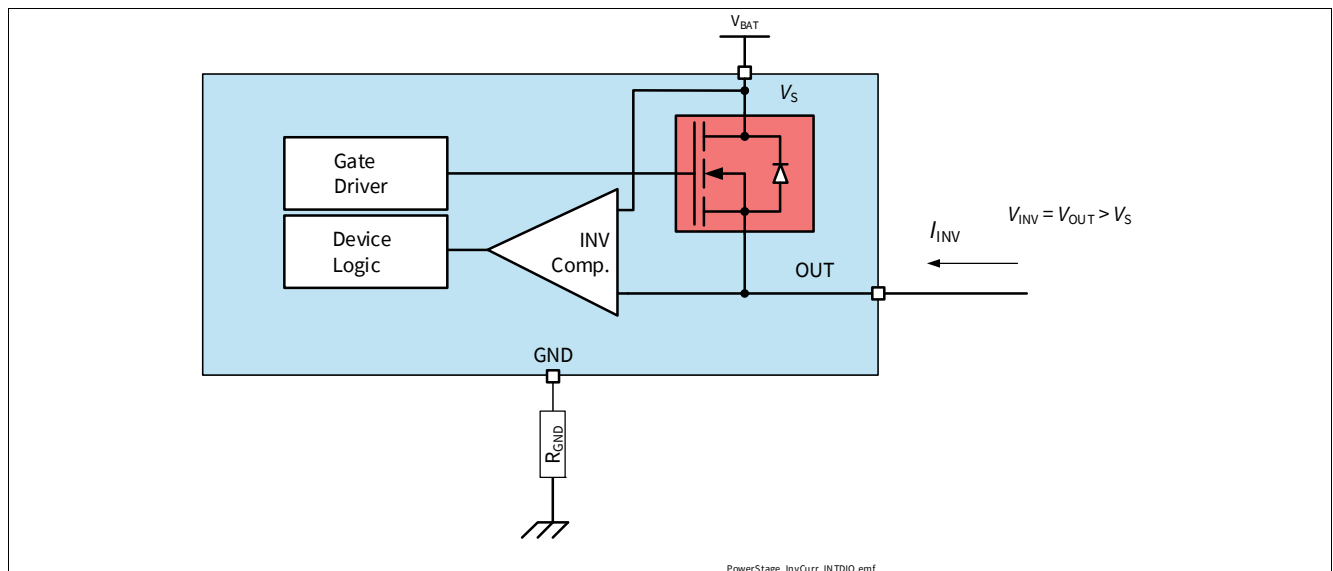 VBAT
VS
Gate
Driver
Device
Logic
INV
Comp.
OUT
IINV
VINV = VOUT > VS
GND
RGND
PowerStage_InvCurr_INTDIO.emf